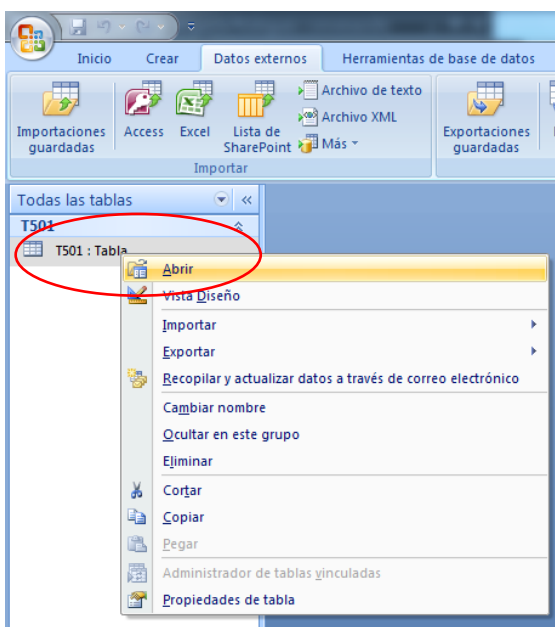 Inicio Crear Datos externos Herramientas de base de datos
Importaciones guardadas
Access
Excel
Lista de SharePoint
Archivo de texto
Archivo XML
Más
Exportaciones guardadas
Importar
Todas las tablas
T501
T501 : Tabla
Abrir
Vista Diseño
Importar
Exportar
Recopilar y actualizar datos a través de correo electrónico
Cambiar nombre
Ocultar en este grupo
Eliminar
Cortar
Copiar
Pegar
Administrador de tablas vinculadas
Propiedades de tabla